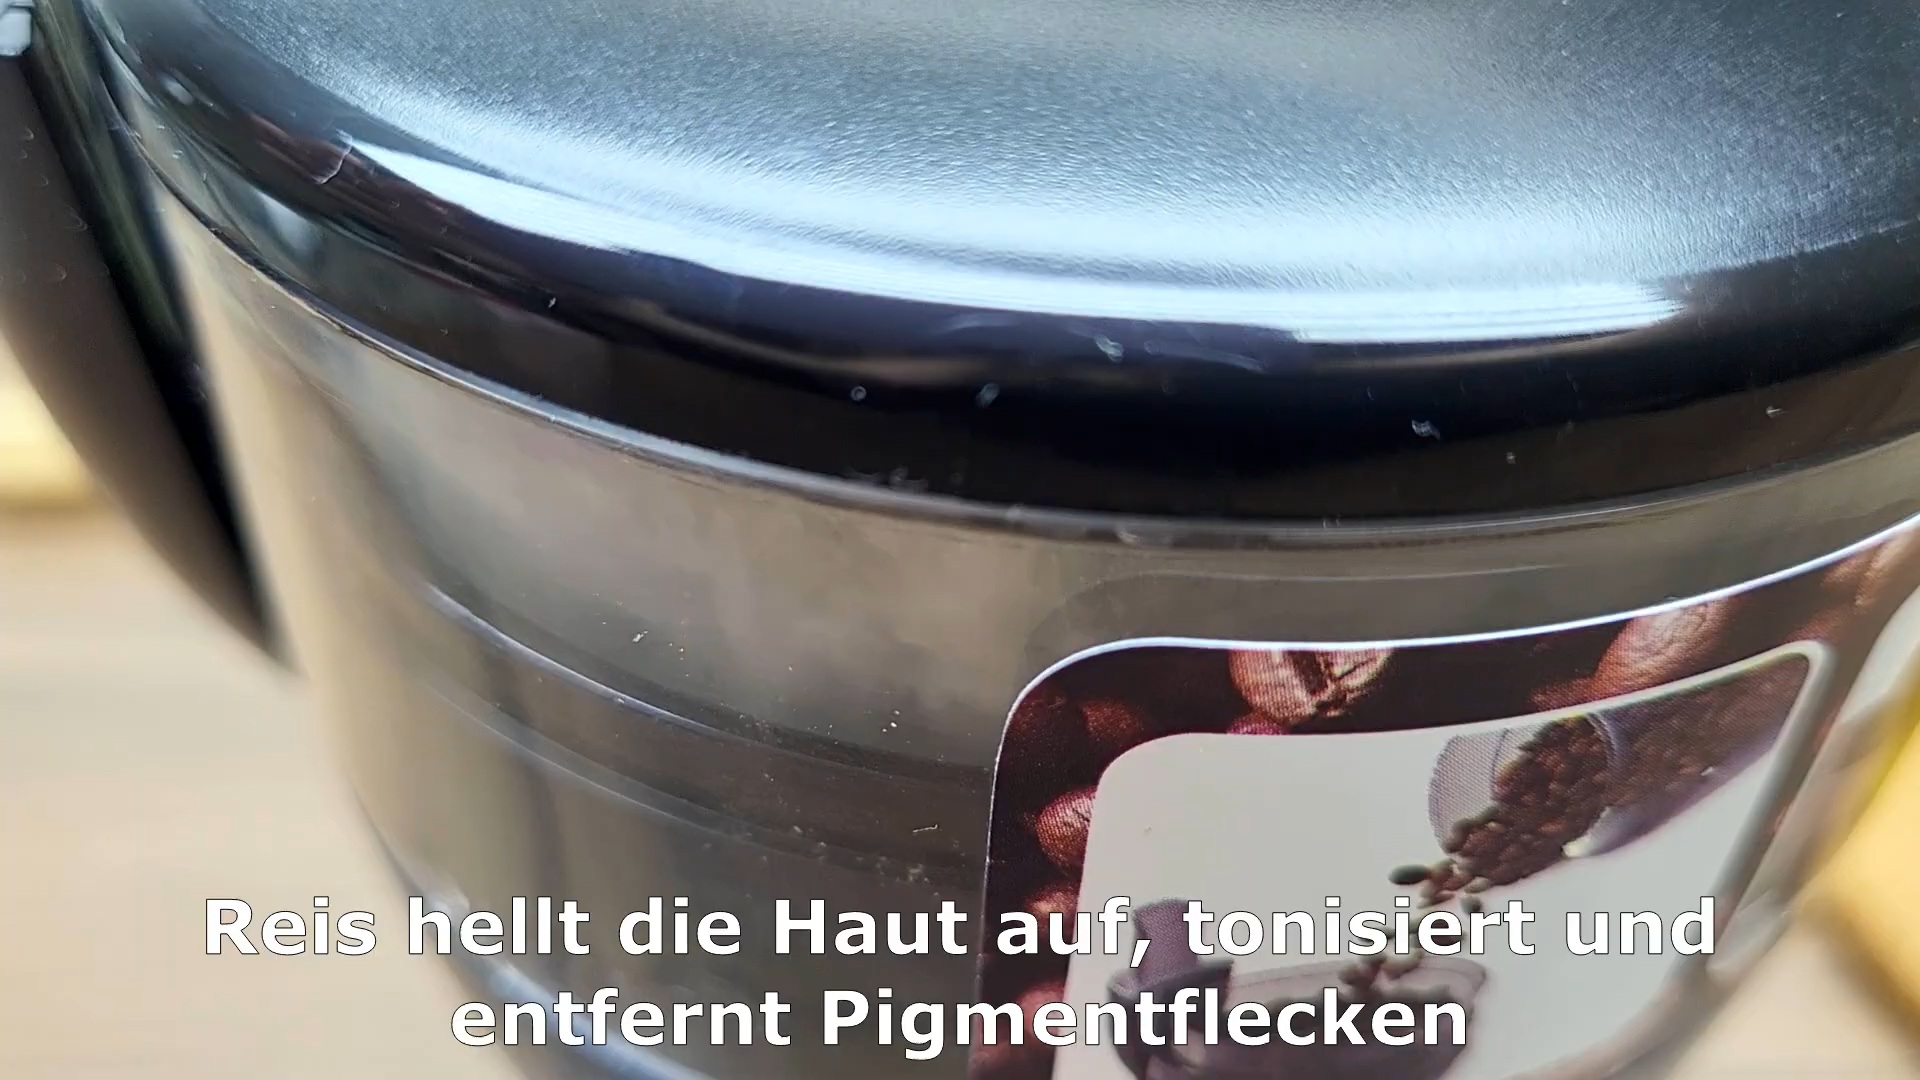 Reis hellt die Haut auf, tonisiert und
entfernt Pigmentflecken